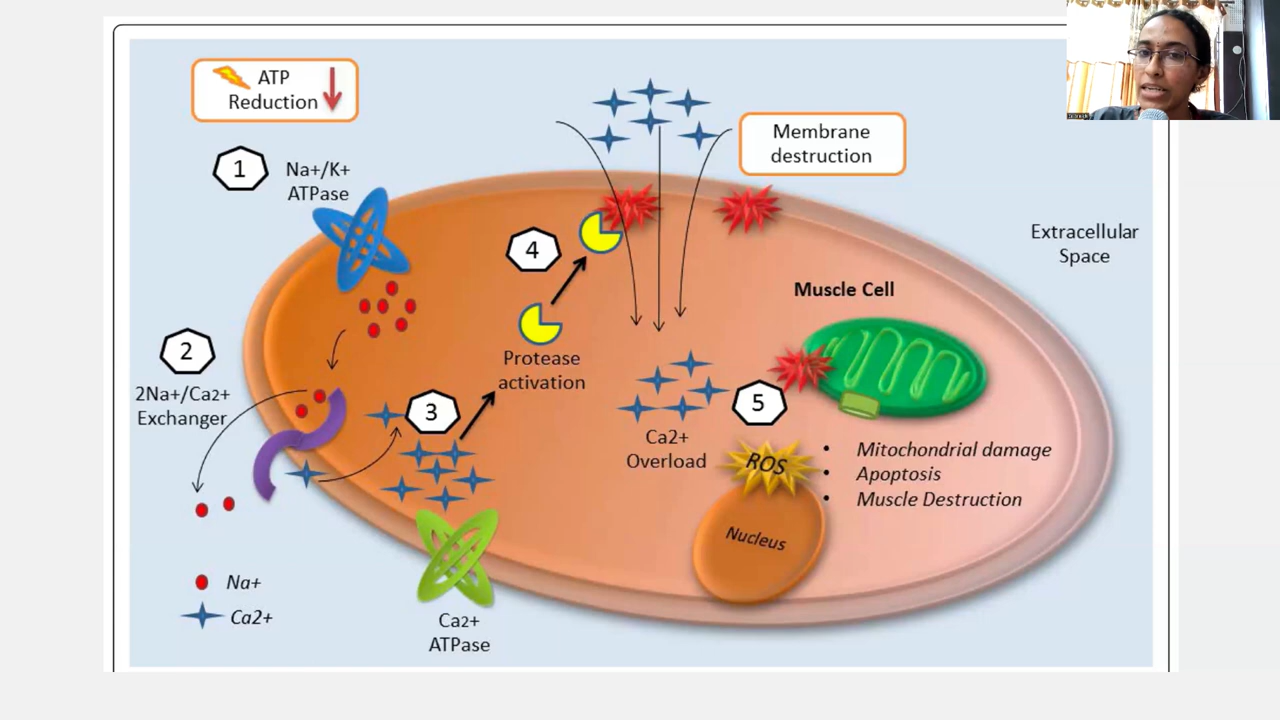 ATP
Reduction
1
Na+/K+
ATPase
Membrane
destruction
4
Extracellular
Space
Muscle Cell
2
2Na+/Ca2+
Exchanger
Protease
activation
3
5
Ca2+
Overload
ROS
• Mitochondrial damage
• Apoptosis
• Muscle Destruction
Nucleus
Na+
Ca2+
Ca2+
ATPase